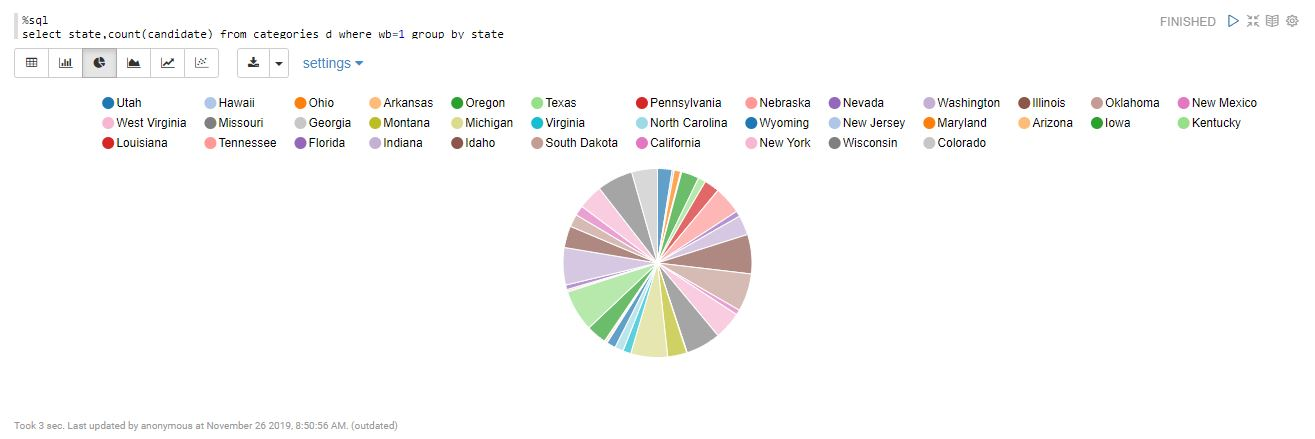 %sql
select state,count(candidate) from categories d where wb=1 group by state
FINISHED
settings
Utah Hawaii Ohio Arkansas Oregon Texas Pennsylvania Nebraska Nevada Washington Illinois Oklahoma New Mexico
West Virginia Missouri Georgia Montana Michigan Virginia North Carolina Wyoming New Jersey Maryland Arizona Iowa Kentucky
Louisiana Tennessee Florida Indiana Idaho South Dakota California New York Wisconsin Colorado
Took 3 sec. Last updated by anonymous at November 26 2019, 8:50:56 AM. (outdated)